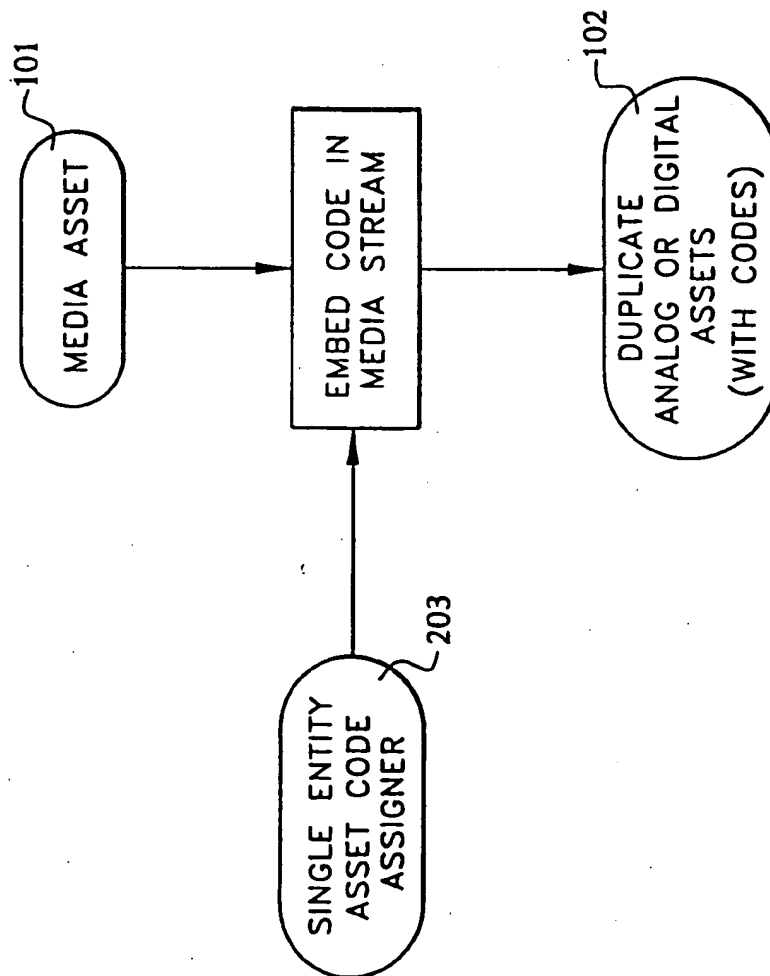 101
MEDIA ASSET
EMBED CODE IN
MEDIA STREAM
SINGLE ENTITY
ASSET CODE
ASSIGNER
203
102
DUPLICATE
ANALOG OR DIGITAL
ASSETS
(WITH CODES)